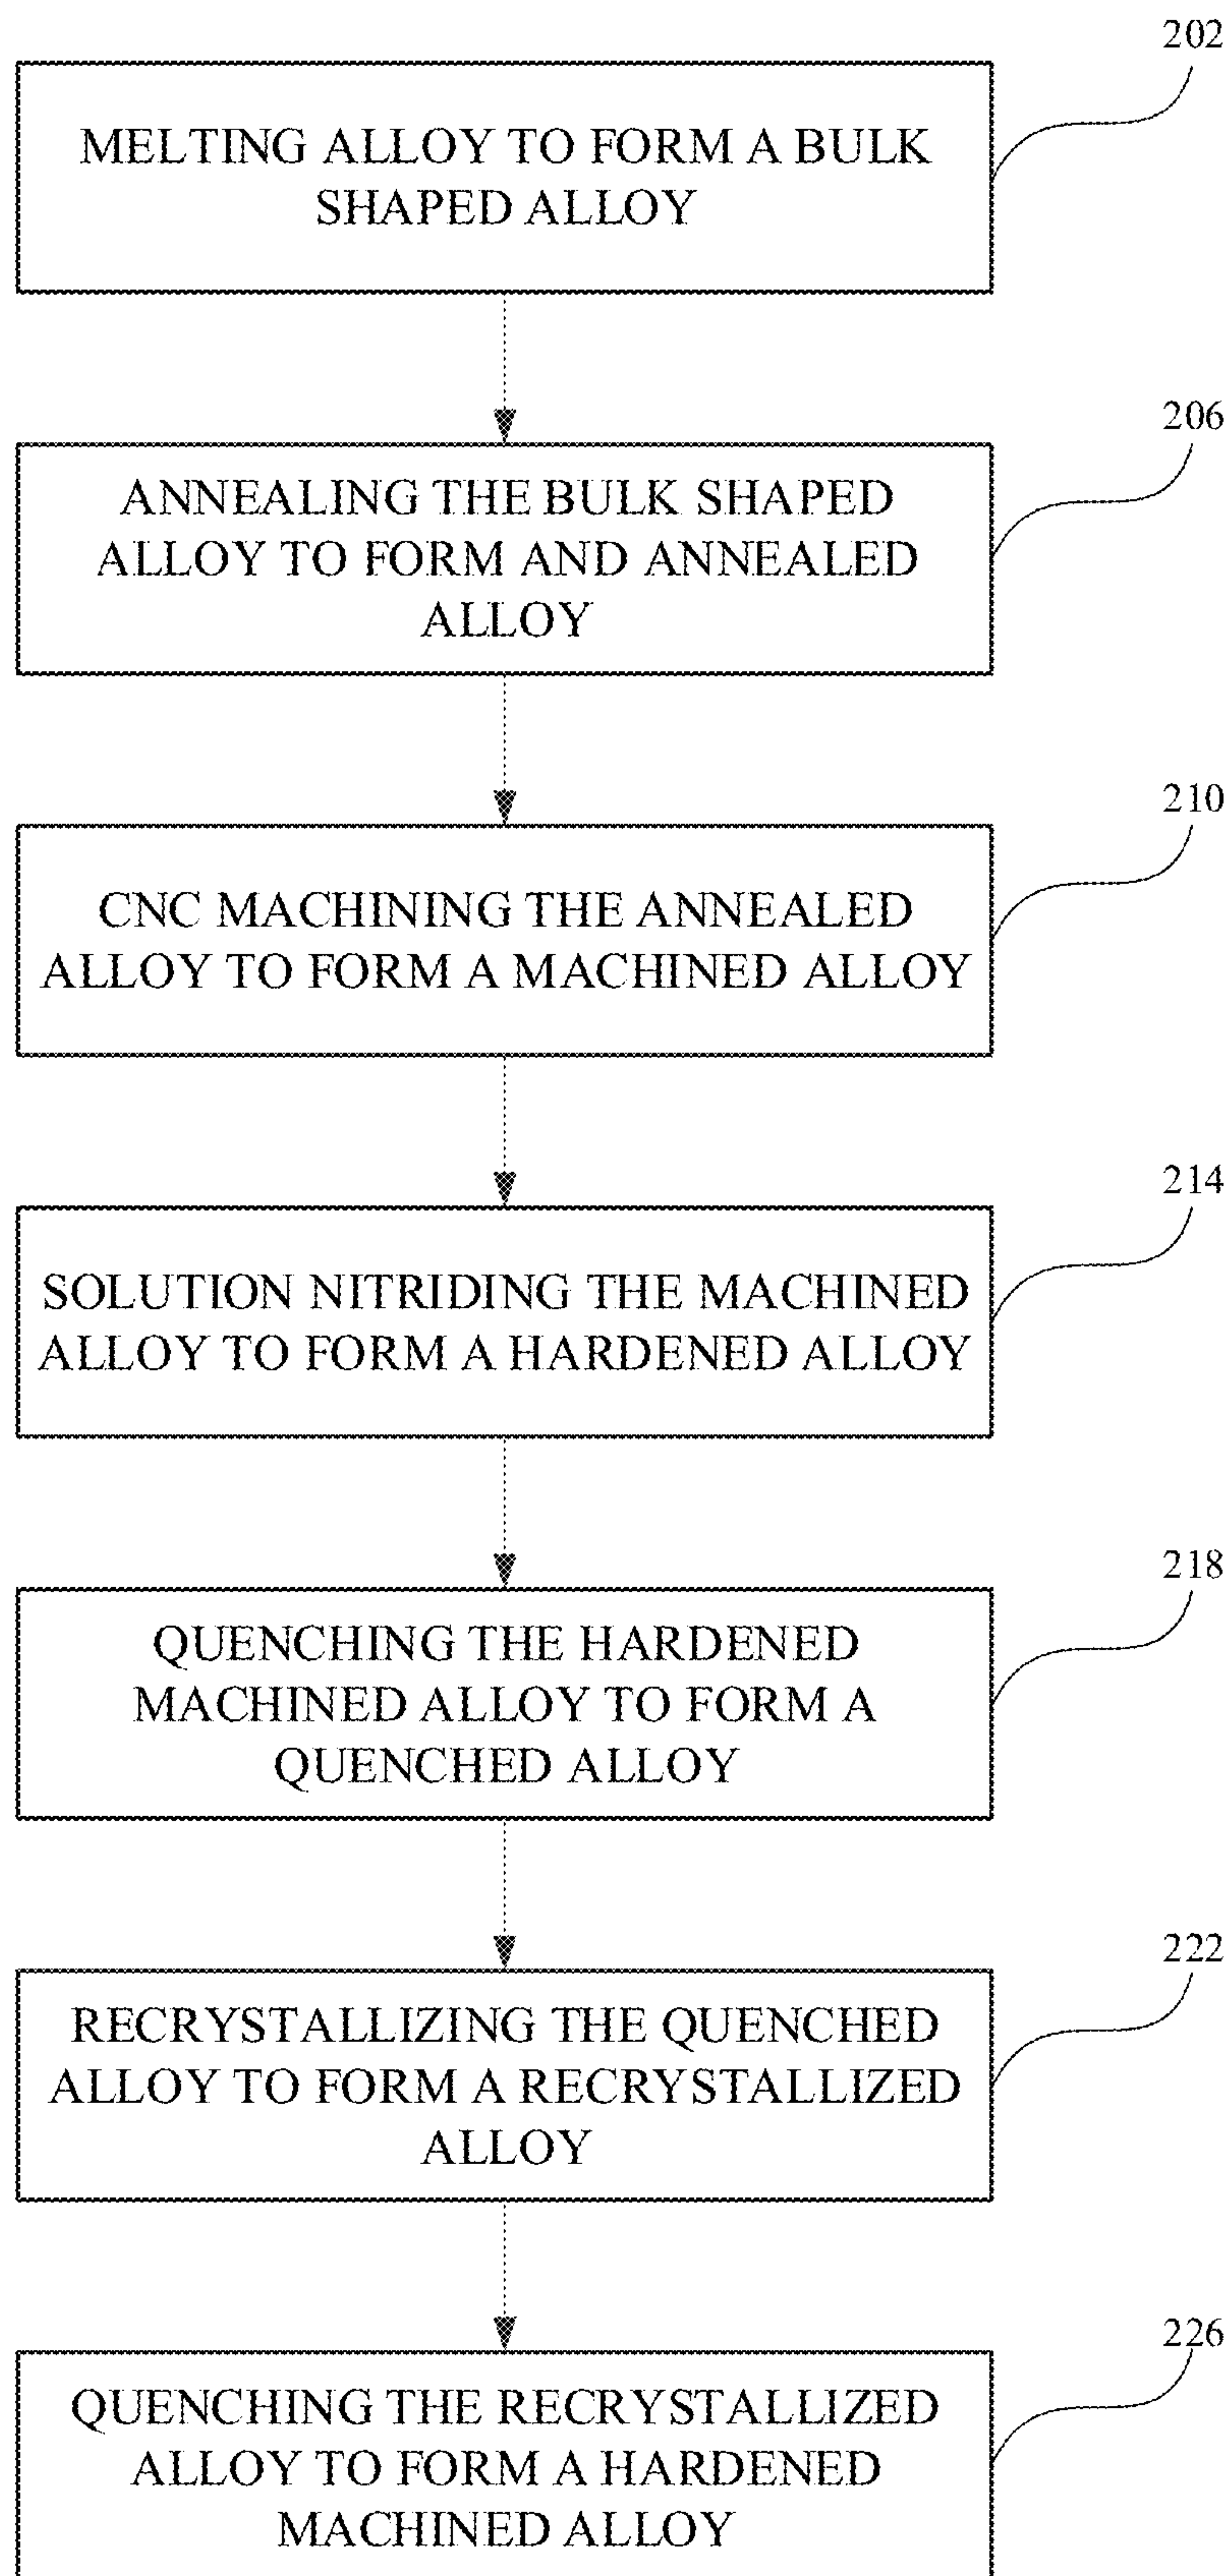 202
MELTING ALLOY TO FORM A BULK
SHAPED ALLOY
206
ANNEALING THE BULK SHAPED
ALLOY TO FORM AND ANNEALED
ALLOY
210
CNC MACHINING THE ANNEALED
ALLOY TO FORM A MACHINED ALLOY
214
SOLUTION NITRIDING THE MACHINED
ALLOY TO FORM A HARDENED ALLOY
218
QUENCHING THE HARDENED
MACHINED ALLOY TO FORM A
QUENCHED ALLOY
222
RECRYSTALLIZING THE QUENCHED
ALLOY TO FORM A RECRYSTALLIZED
ALLOY
226
QUENCHING THE RECRYSTALLIZED
ALLOY TO FORM A HARDENED
MACHINED ALLOY